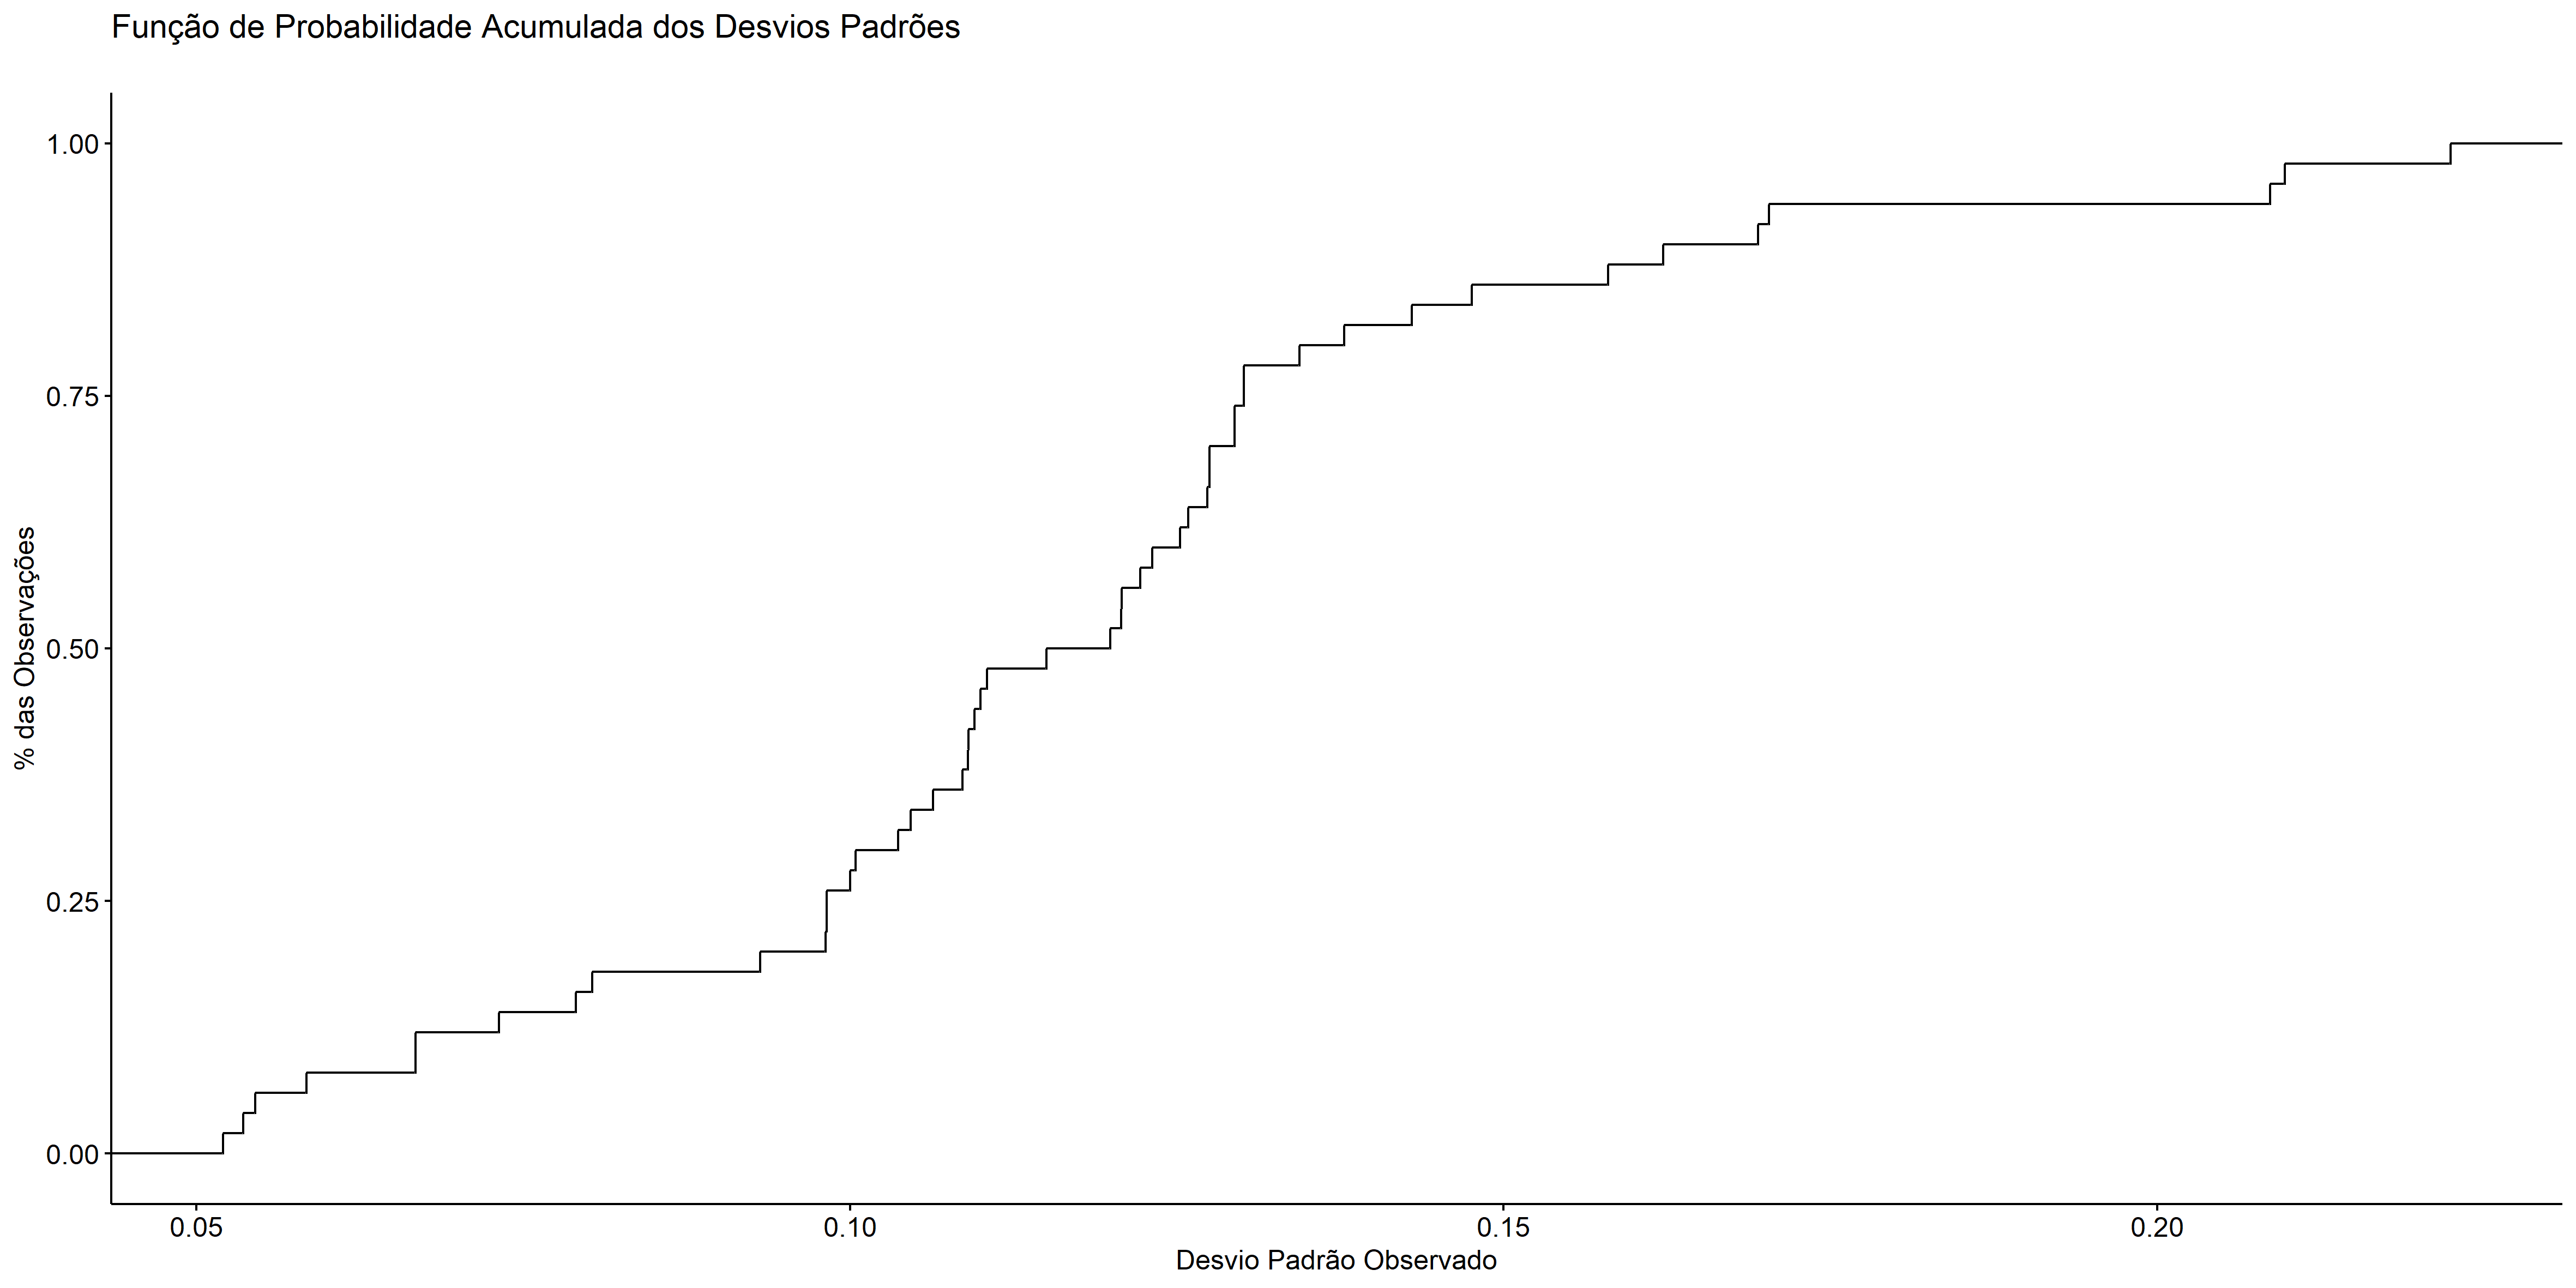 Função de Probabilidade Acumulada dos Desvios Padrões
1.00
0.75
0.50
0.25
0.00
% das Observações
0.05 0.10 0.15 0.20
Desvio Padrão Observado